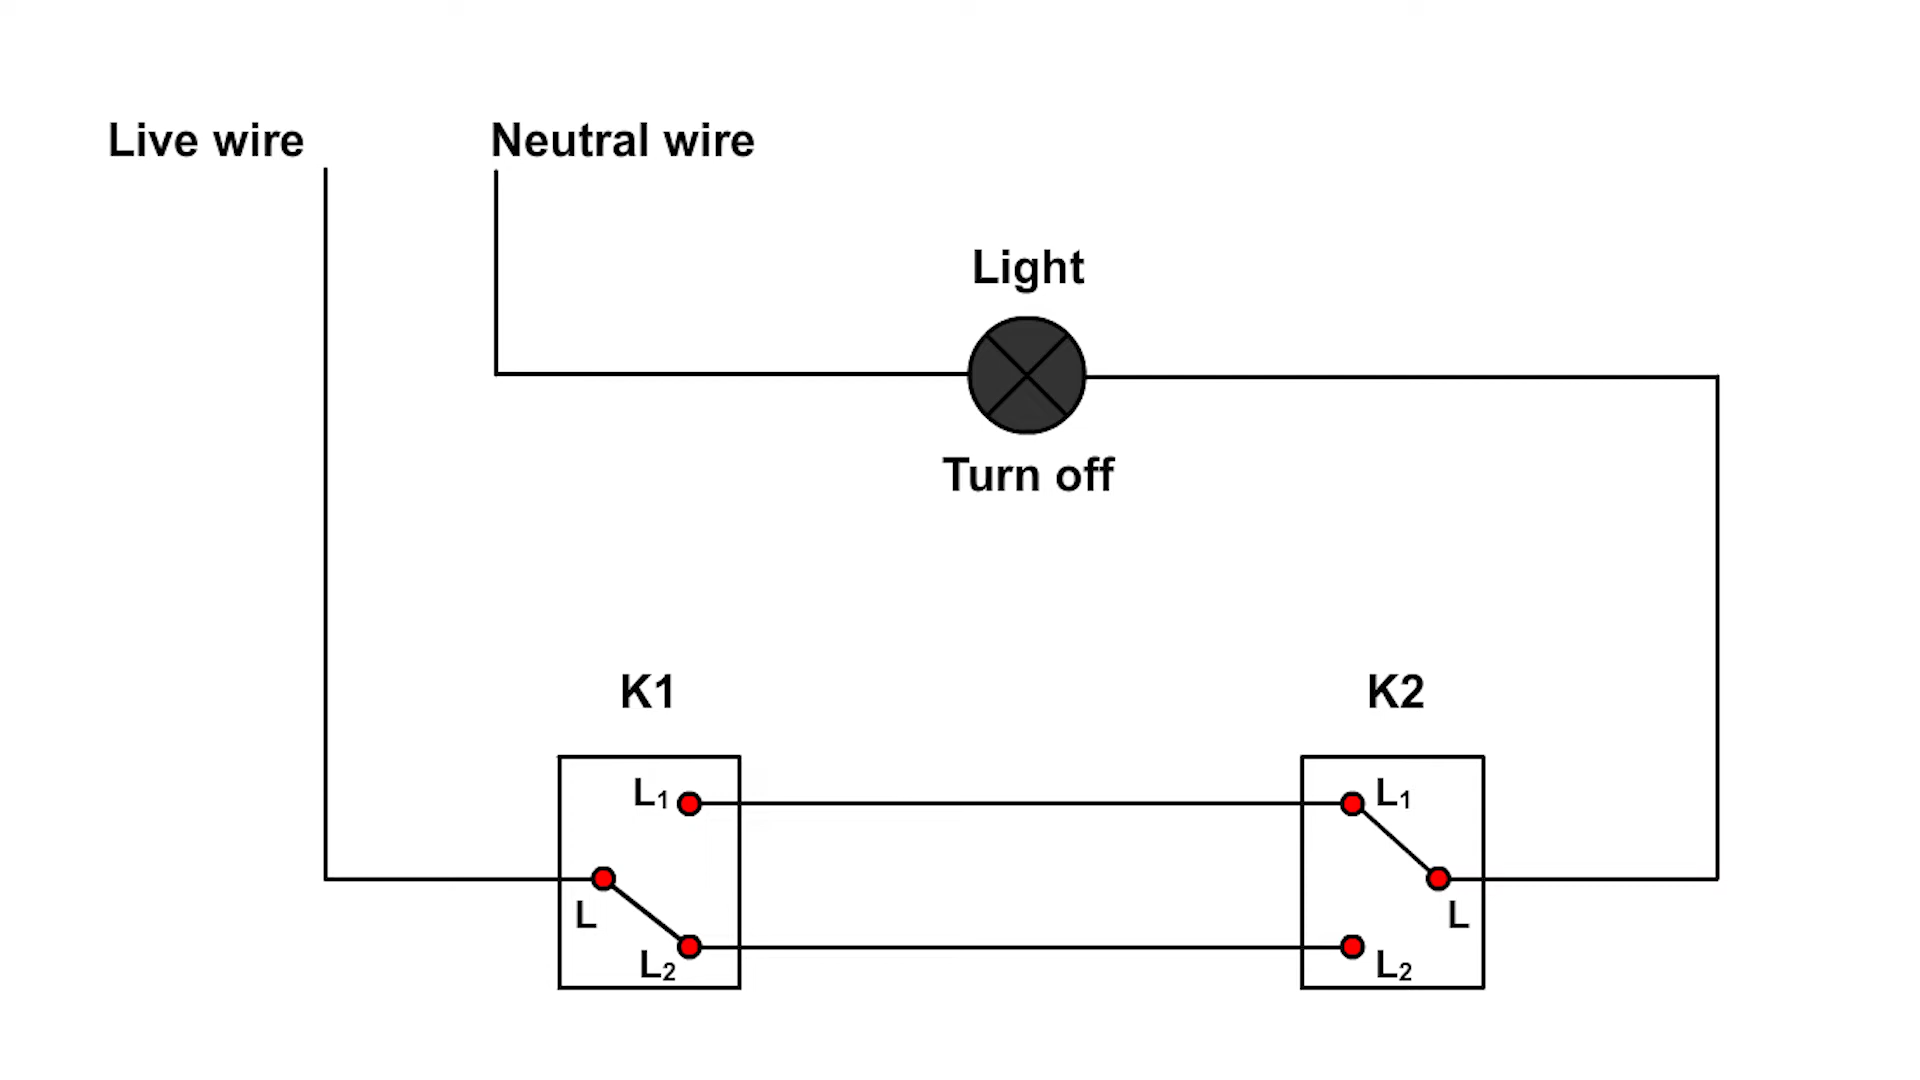 Live wire
Neutral wire
Light
Turn off
K1
K2
L1
L1
L
L
L2
L2